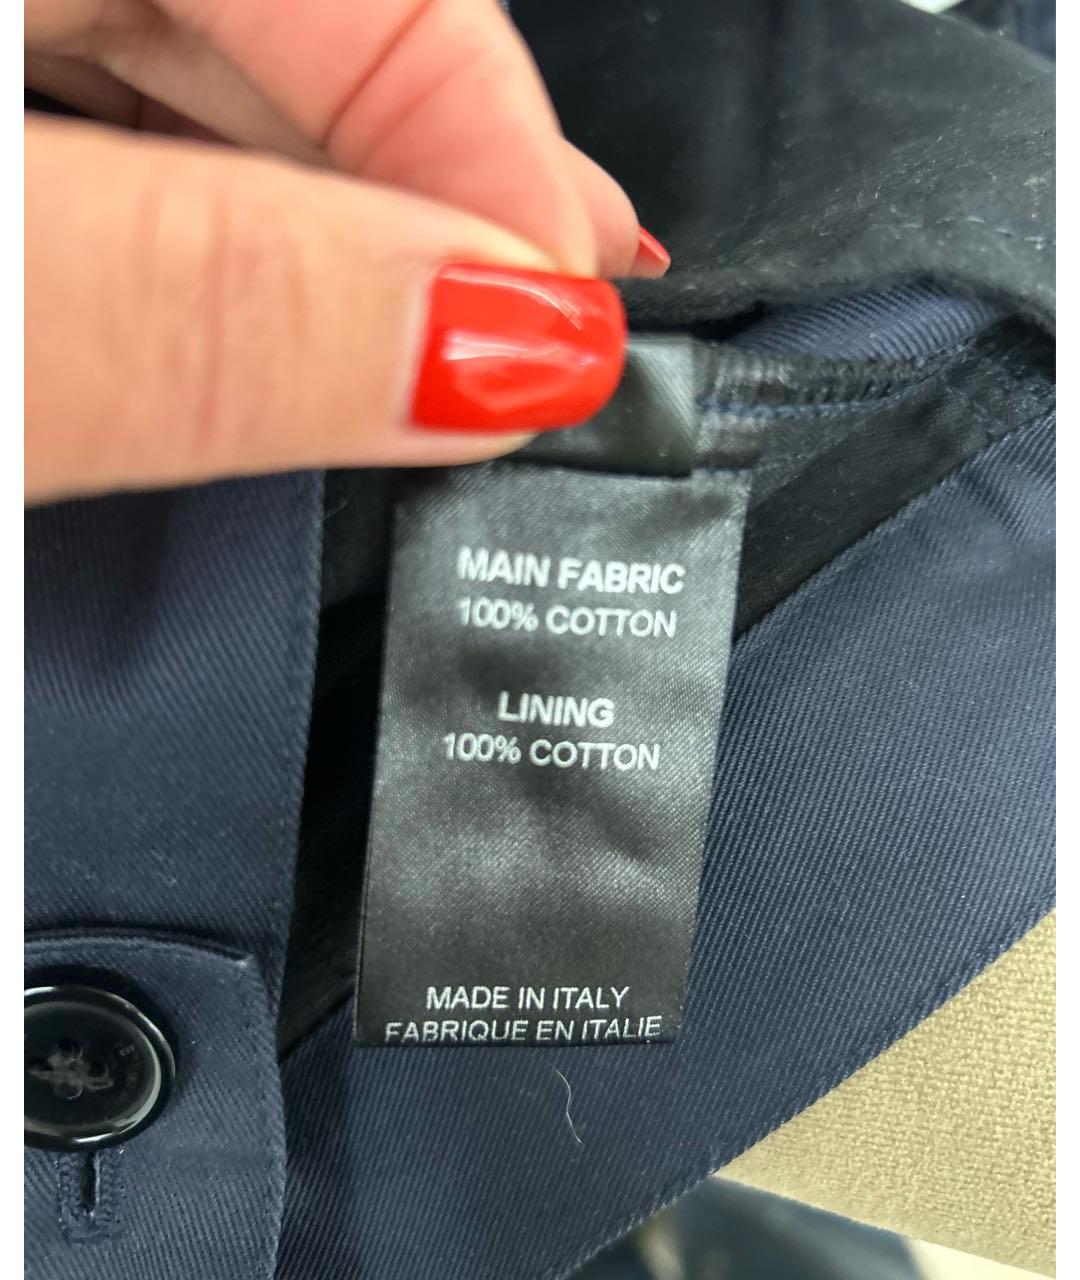 MAIN FABRIC
100% COTTON
LINING
100% COTTON
MADE IN ITALY
FABRIQUE EN ITALIE